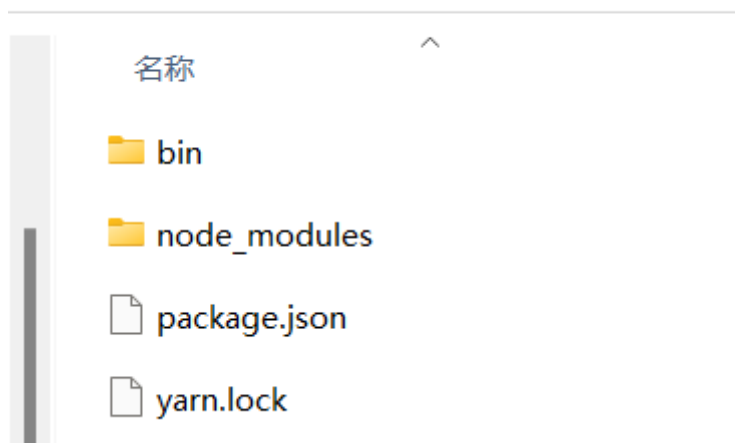 名称
bin
node_modules
package.json
yarn.lock